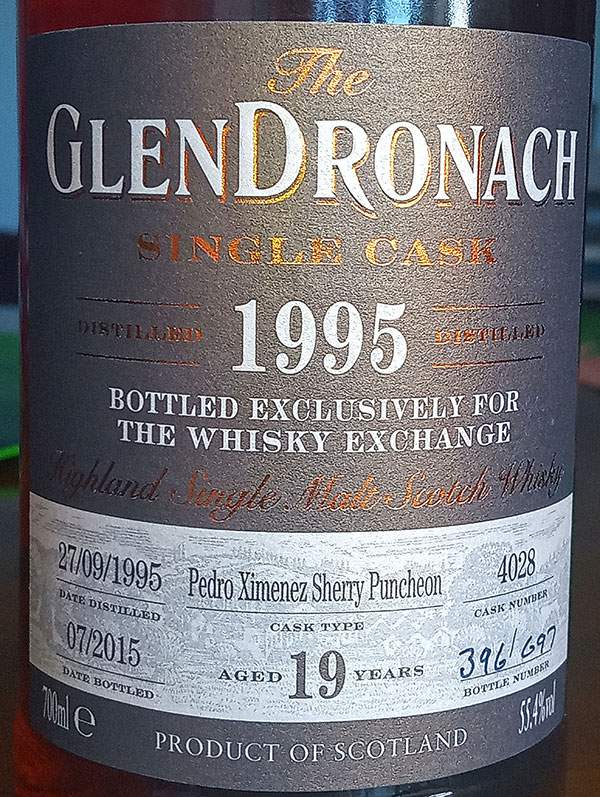 The
GLENDRONACH
SINGLE CASK
DISTILLED 1995 DISTILLED
BOTTLED EXCLUSIVELY FOR
THE WHISKY EXCHANGE
Highland Single Malt Scotch Whisky
27/09/1995 Pedro Ximenez Sherry Puncheon 4028
DATE DISTILLED CASK TYPE CASK NUMBER
07/2015 AGED 19 YEARS 396/697
DATE BOTTLED BOTTLE NUMBER
700ml e 55.4%vol
PRODUCT OF SCOTLAND